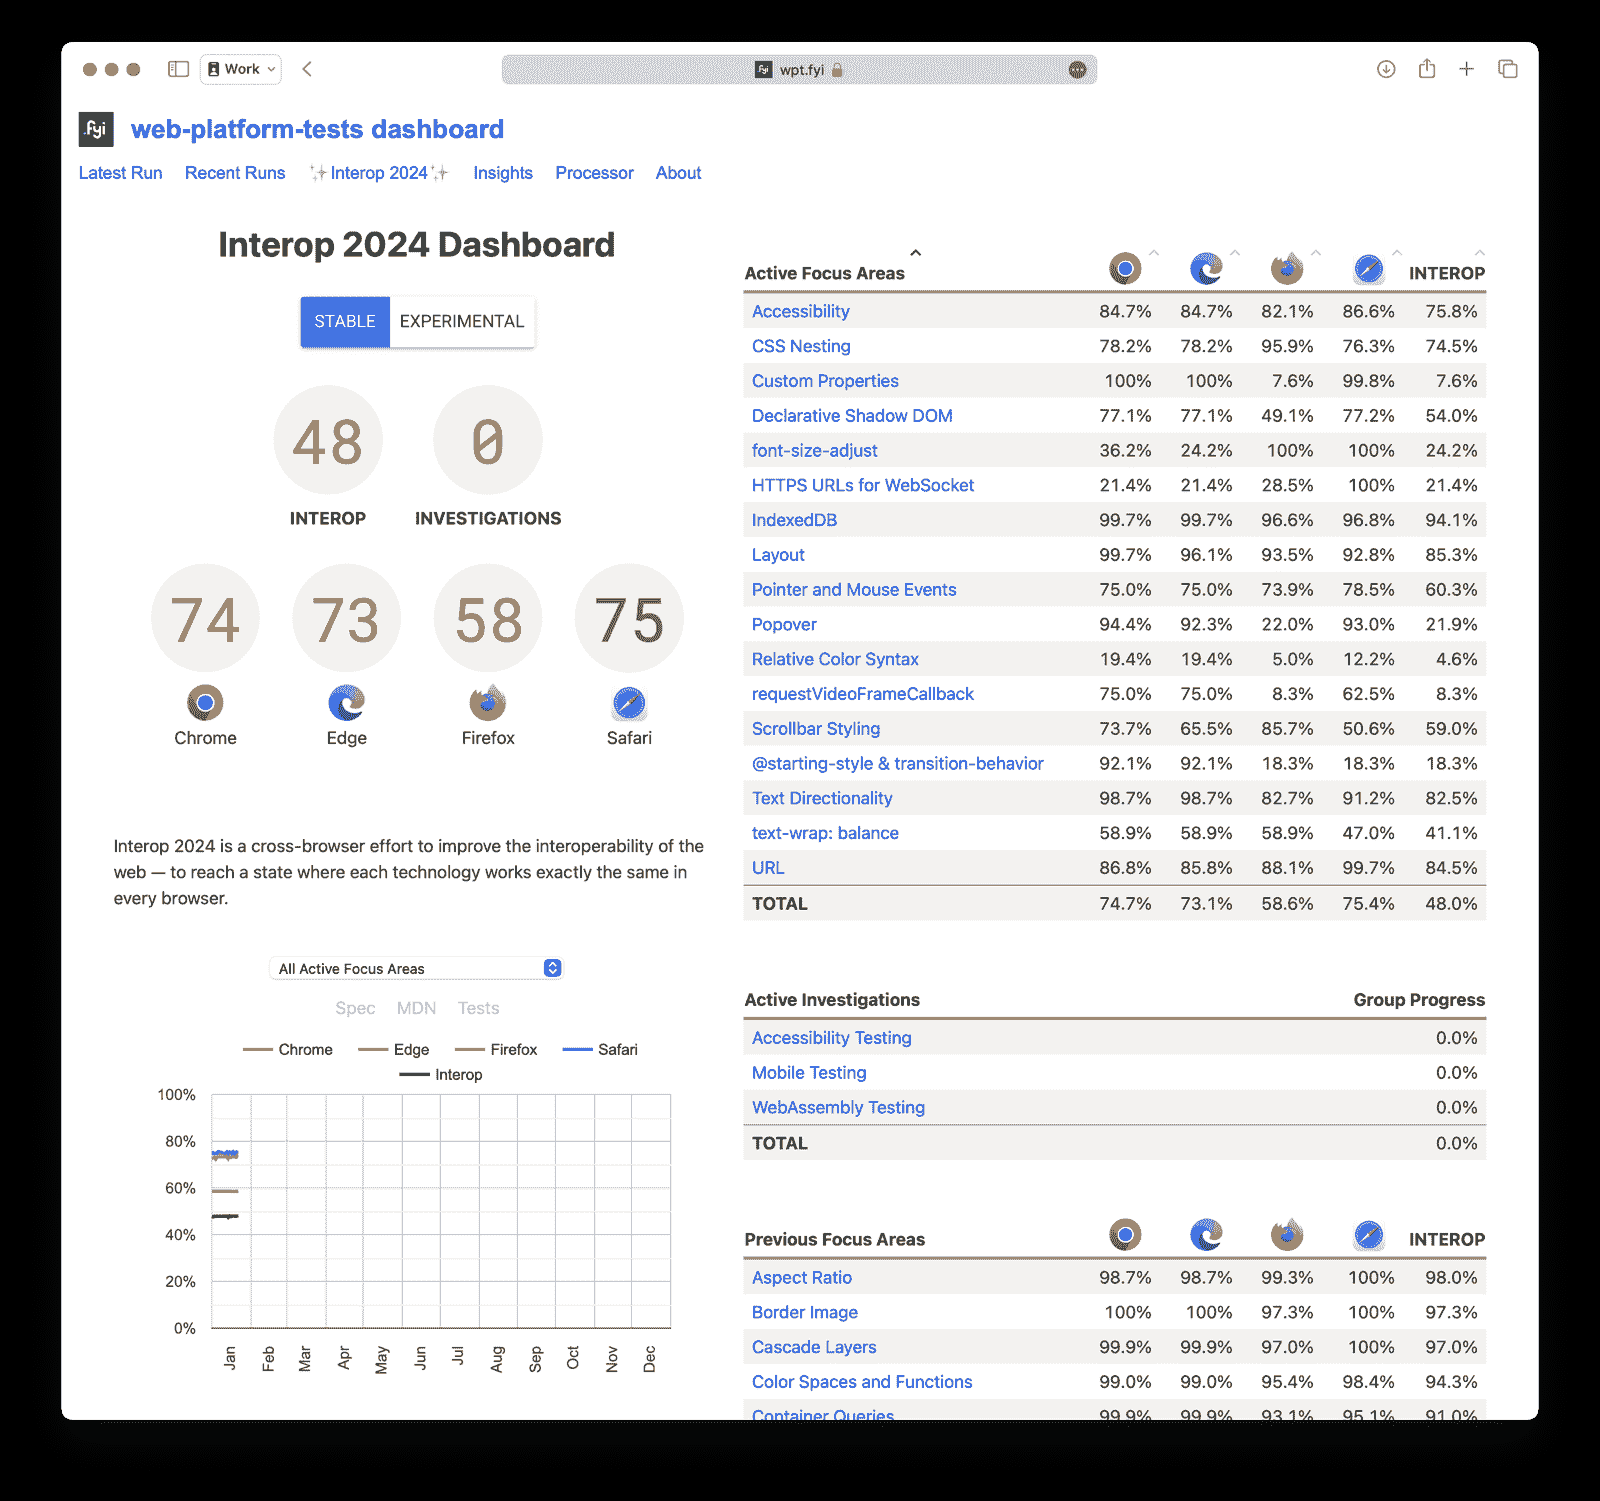 Work
wpt.fyi
fyi web-platform-tests dashboard
Latest Run Recent Runs ✨Interop 2024✨ Insights Processor About
Interop 2024 Dashboard
STABLE EXPERIMENTAL
48 0
INTEROP INVESTIGATIONS
74 73 58 75
Chrome Edge Firefox Safari
Interop 2024 is a cross-browser effort to improve the interoperability of the
web — to reach a state where each technology works exactly the same in
every browser.
All Active Focus Areas
Spec MDN Tests
Chrome Edge Firefox Safari
Interop
100%
80%
60%
40%
20%
0%
Jan Feb Mar Apr May Jun Jul Aug Sep Oct Nov Dec
Active Focus Areas INTEROP
Accessibility 84.7% 84.7% 82.1% 86.6% 75.8%
CSS Nesting 78.2% 78.2% 95.9% 76.3% 74.5%
Custom Properties 100% 100% 7.6% 99.8% 7.6%
Declarative Shadow DOM 77.1% 77.1% 49.1% 77.2% 54.0%
font-size-adjust 36.2% 24.2% 100% 100% 24.2%
HTTPS URLs for WebSocket 21.4% 21.4% 28.5% 100% 21.4%
IndexedDB 99.7% 99.7% 96.6% 96.8% 94.1%
Layout 99.7% 96.1% 93.5% 92.8% 85.3%
Pointer and Mouse Events 75.0% 75.0% 73.9% 78.5% 60.3%
Popover 94.4% 92.3% 22.0% 93.0% 21.9%
Relative Color Syntax 19.4% 19.4% 5.0% 12.2% 4.6%
requestVideoFrameCallback 75.0% 75.0% 8.3% 62.5% 8.3%
Scrollbar Styling 73.7% 65.5% 85.7% 50.6% 59.0%
@starting-style & transition-behavior 92.1% 92.1% 18.3% 18.3% 18.3%
Text Directionality 98.7% 98.7% 82.7% 91.2% 82.5%
text-wrap: balance 58.9% 58.9% 58.9% 47.0% 41.1%
URL 86.8% 85.8% 88.1% 99.7% 84.5%
TOTAL 74.7% 73.1% 58.6% 75.4% 48.0%
Active Investigations Group Progress
Accessibility Testing 0.0%
Mobile Testing 0.0%
WebAssembly Testing 0.0%
TOTAL 0.0%
Previous Focus Areas INTEROP
Aspect Ratio 98.7% 98.7% 99.3% 100% 98.0%
Border Image 100% 100% 97.3% 100% 97.3%
Cascade Layers 99.9% 99.9% 97.0% 100% 97.0%
Color Spaces and Functions 99.0% 99.0% 95.4% 98.4% 94.3%
Container Queries 99.9% 99.9% 93.1% 95.1% 91.0%